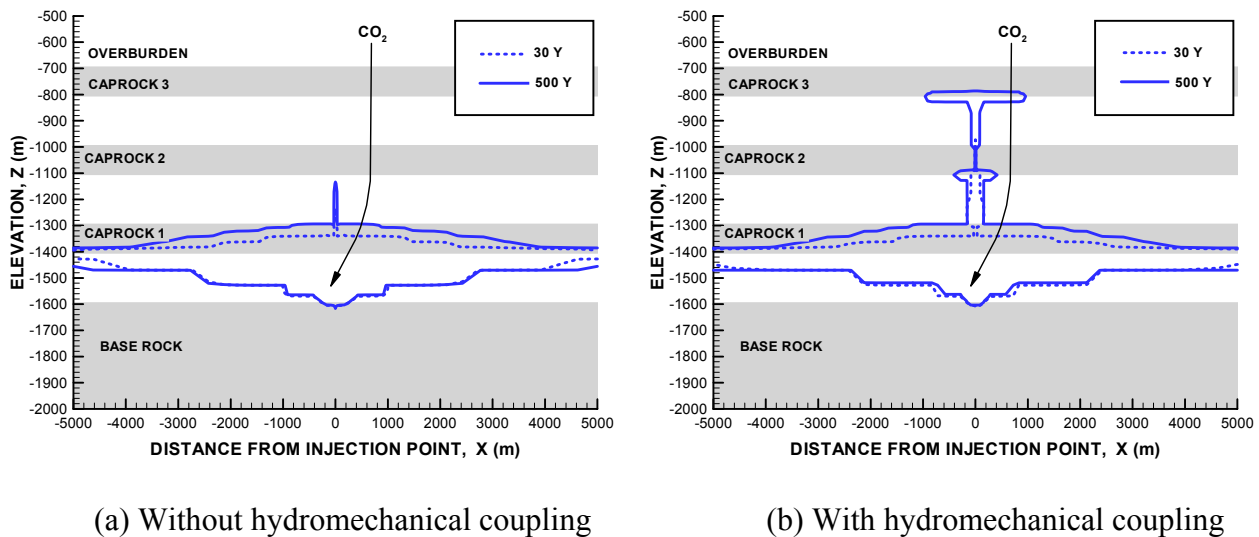 -500
-600
-700
-800
-900
-1000
-1100
-1200
-1300
-1400
-1500
-1600
-1700
-1800
-1900
-2000
ELEVATION, Z (m)
OVERBURDEN
CAPROCK 3
CAPROCK 2
CAPROCK 1
BASE ROCK
CO₂
30 Y
500 Y
-5000 -4000 -3000 -2000 -1000 0 1000 2000 3000 4000 5000
DISTANCE FROM INJECTION POINT, X (m)
(a) Without hydromechanical coupling
-500
-600
-700
-800
-900
-1000
-1100
-1200
-1300
-1400
-1500
-1600
-1700
-1800
-1900
-2000
ELEVATION, Z (m)
OVERBURDEN
CAPROCK 3
CAPROCK 2
CAPROCK 1
BASE ROCK
CO₂
30 Y
500 Y
-5000 -4000 -3000 -2000 -1000 0 1000 2000 3000 4000 5000
DISTANCE FROM INJECTION POINT, X (m)
(b) With hydromechanical coupling